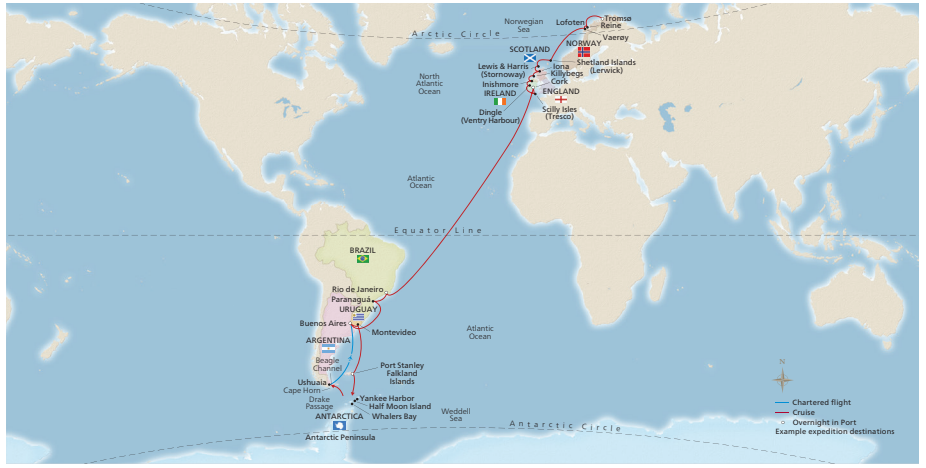 Norwegian
Sea
Lofoten
Tromsø
Reine
Værøy
Arctic Circle
NORWAY
SCOTLAND
Shetland Islands
(Lerwick)
Lewis & Harris
(Stornoway)
Iona
Killybegs
Cork
Inishmore
IRELAND
ENGLAND
Scilly Isles
(Tresco)
Dingle
(Ventry Harbour)
North
Atlantic
Ocean
Atlantic
Ocean
Equator Line
BRAZIL
Rio de Janeiro
Paranaguá
URUGUAY
Buenos Aires
Montevideo
ARGENTINA
Atlantic
Ocean
Beagle
Channel
Port Stanley
Falkland
Islands
Ushuaia
Cape Horn
Drake
Passage
Yankee Harbor
Half Moon Island
Whalers Bay
Weddell
Sea
ANTARCTICA
Antarctic Peninsula
Antarctic Circle
N
Chartered flight
Cruise
Overnight in Port
Example expedition destinations